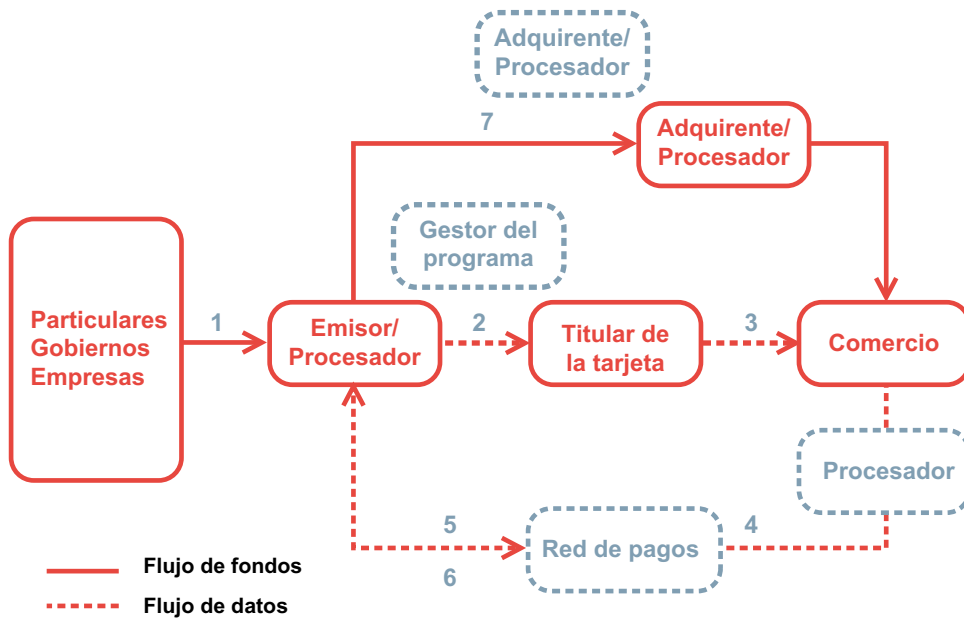 Adquirente/
Procesador
7
Adquirente/
Procesador
Gestor del
programa
Particulares
Gobiernos
Empresas
1
Emisor/
Procesador
2
Titular de
la tarjeta
3
Comercio
Procesador
5
6
Red de pagos
4
Flujo de fondos
Flujo de datos